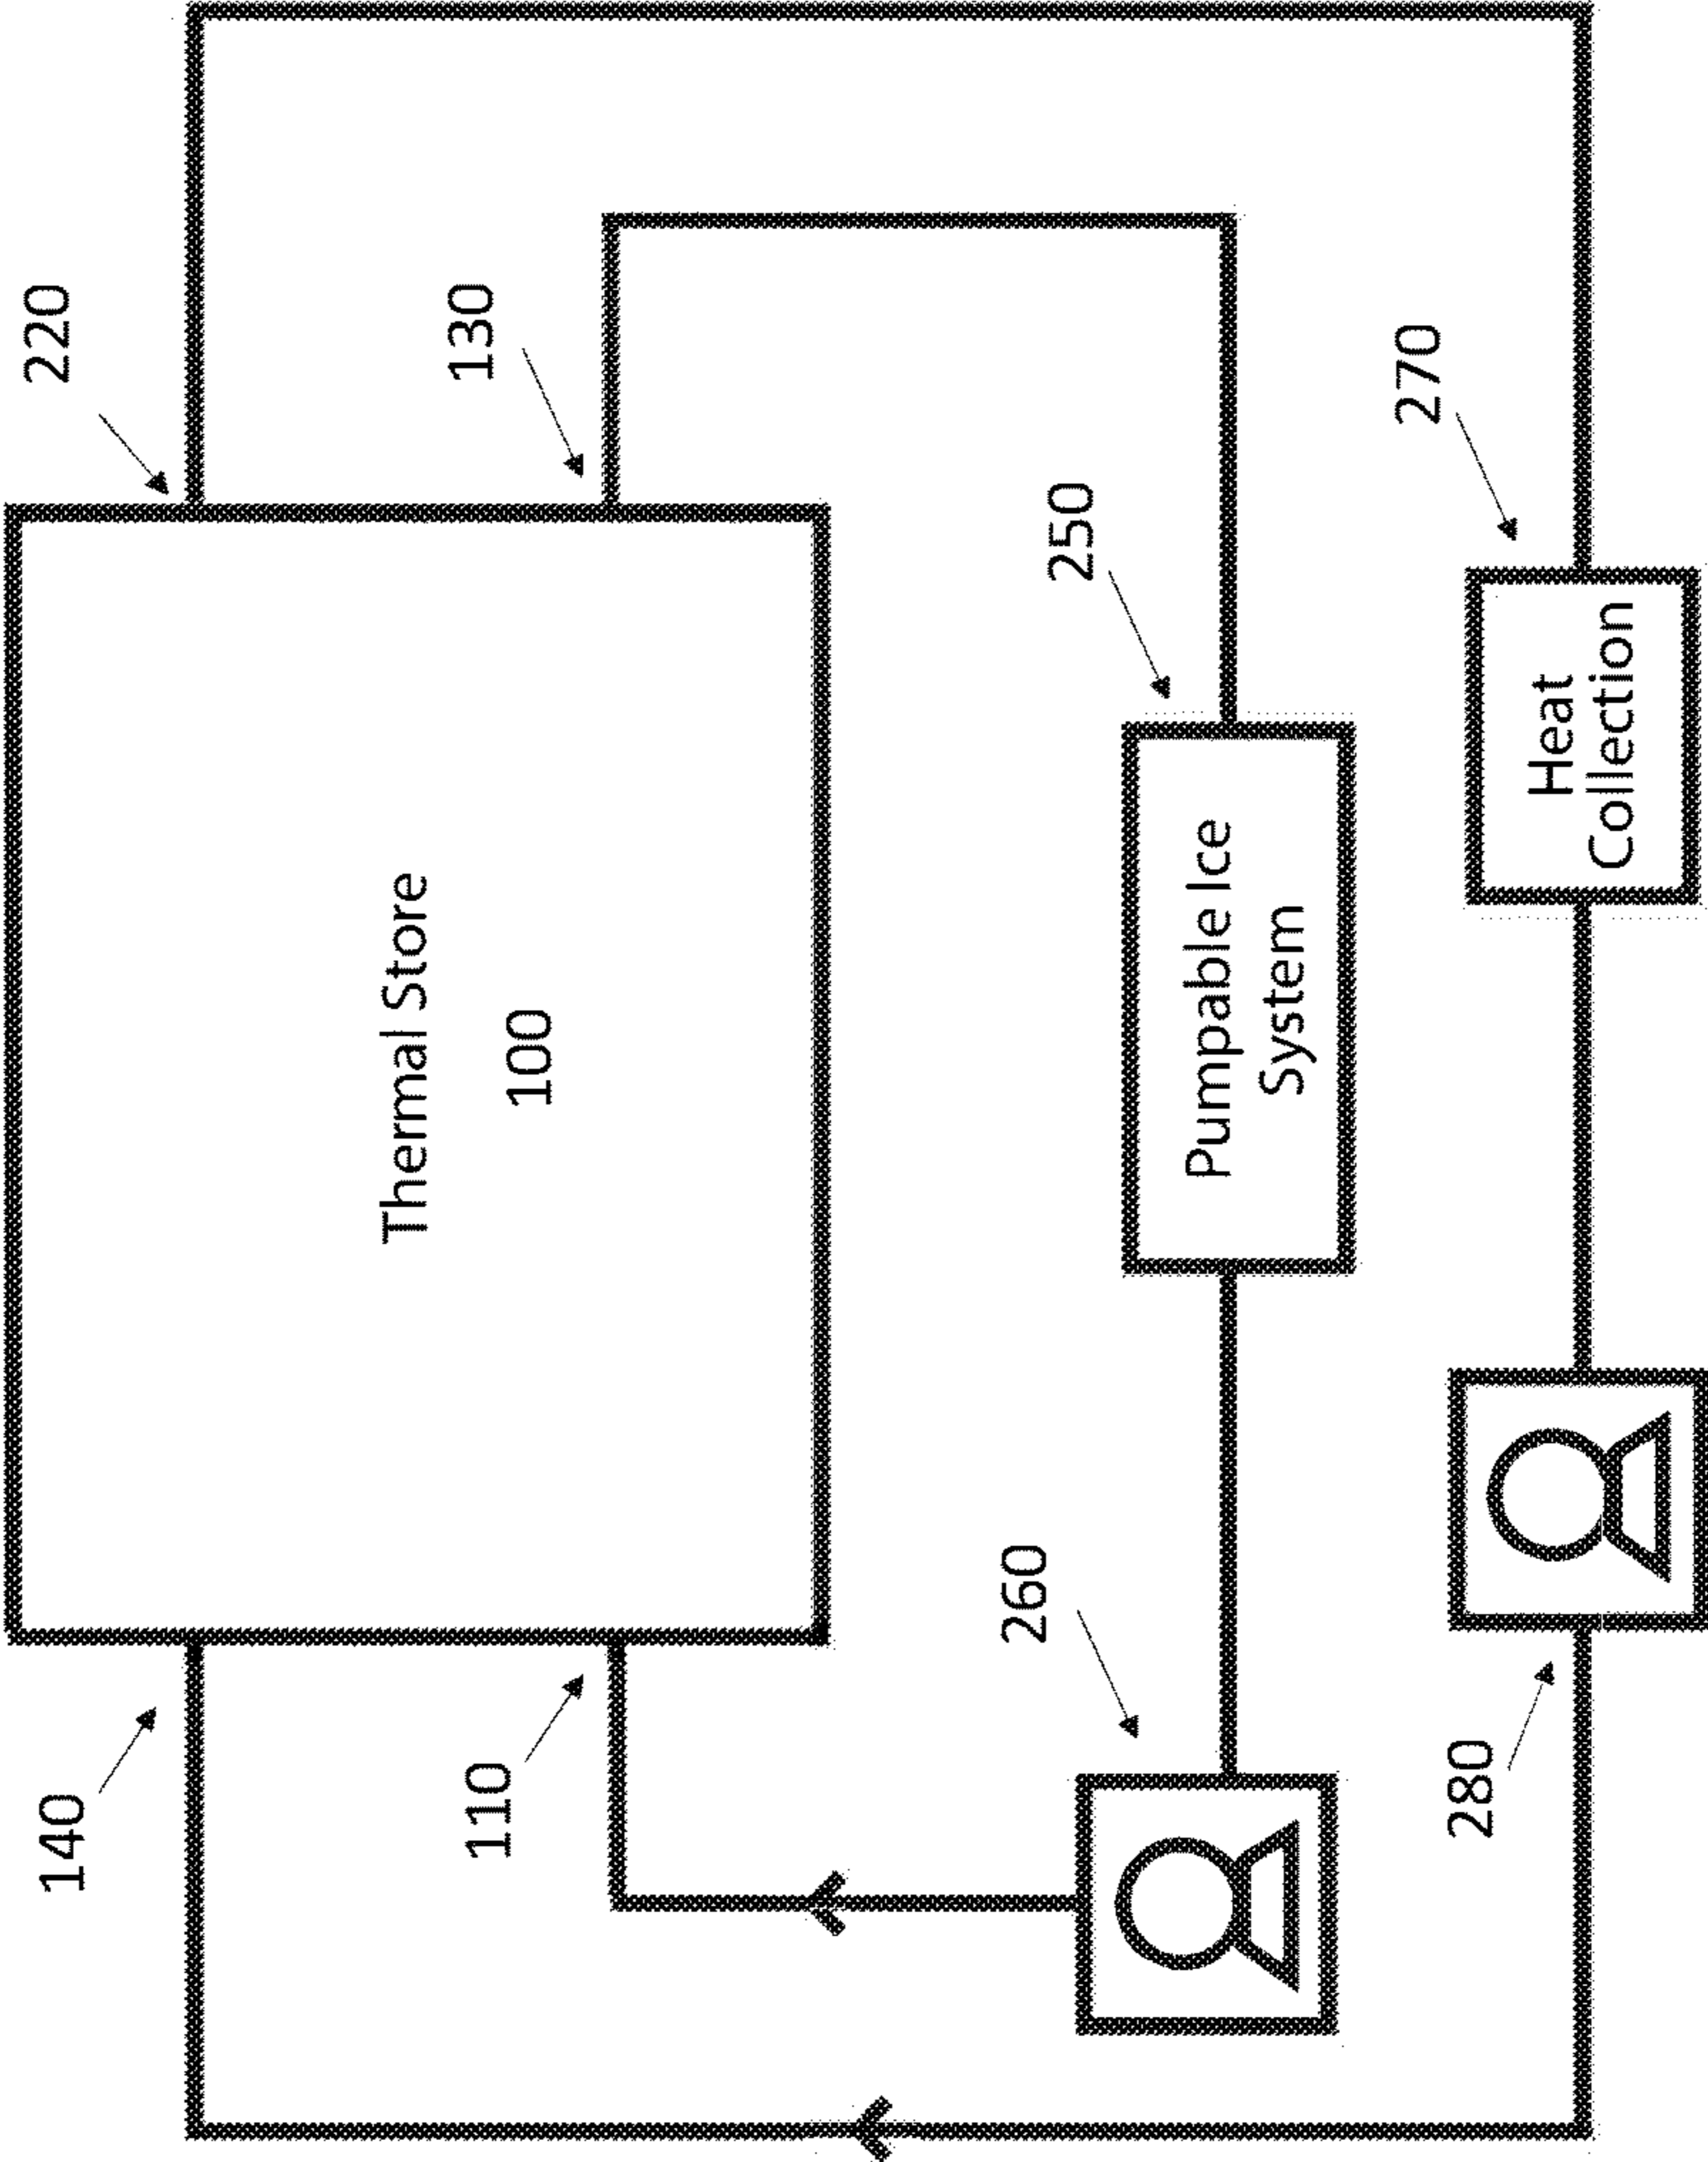 140
220
Thermal Store
100
110
130
260
250
Pumpable Ice
System
280
270
Heat
Collection